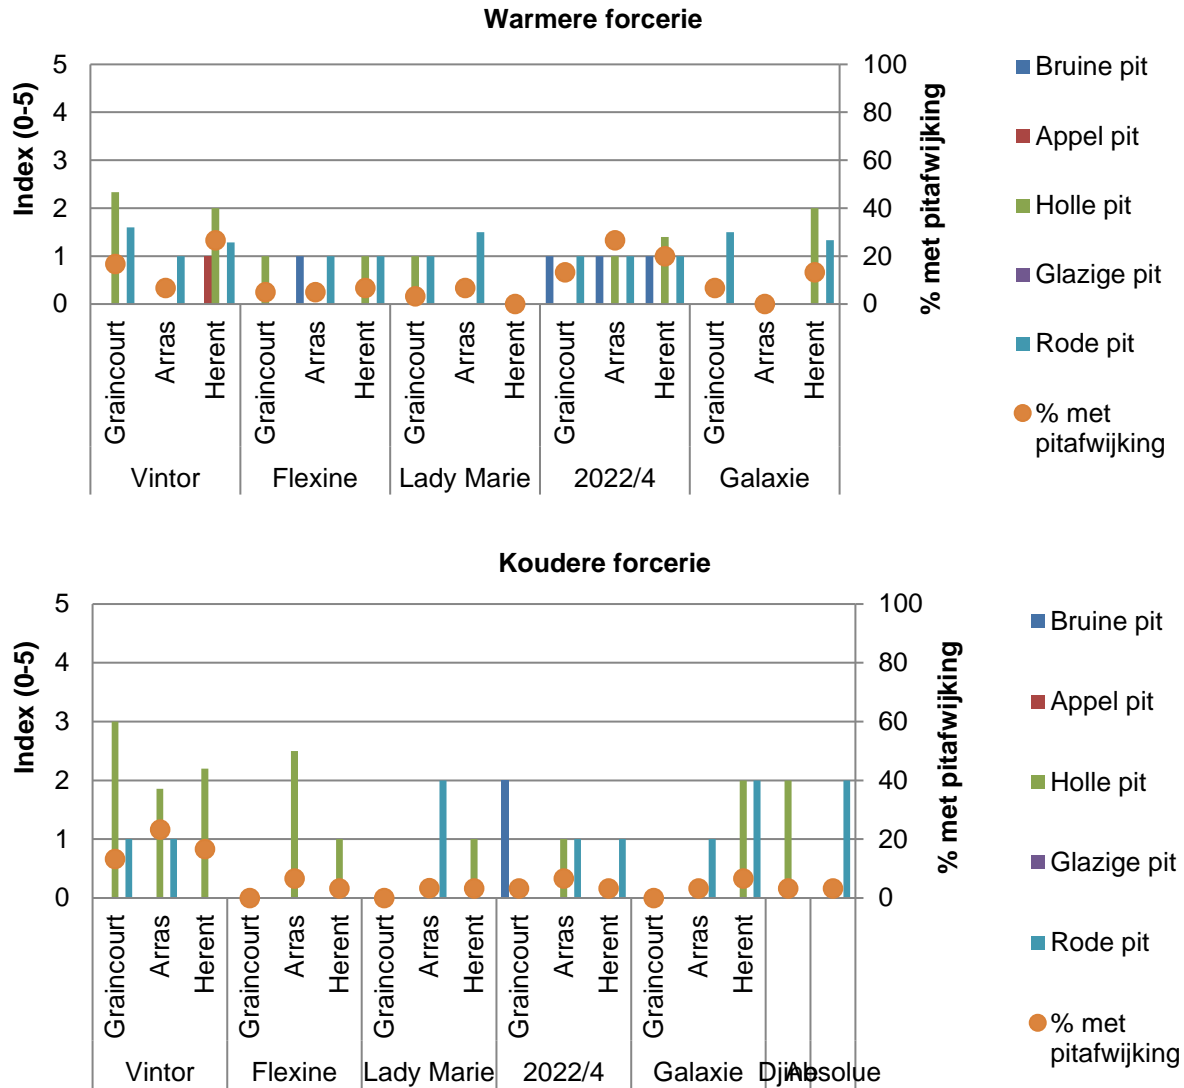 Warmere forcerie
5
4
3
2
1
0
Index (0-5)
100
80
60
40
20
0
% met pitafwijking
Graincourt
Arras
Herent
Graincourt
Arras
Herent
Graincourt
Arras
Herent
Graincourt
Arras
Herent
Graincourt
Arras
Herent
Vintor
Flexine
Lady Marie
2022/4
Galaxie
Bruine pit
Appel pit
Holle pit
Glazige pit
Rode pit
% met
pitafwijking
Koudere forcerie
5
4
3
2
1
0
Index (0-5)
100
80
60
40
20
0
% met pitafwijking
Graincourt
Arras
Herent
Graincourt
Arras
Herent
Graincourt
Arras
Herent
Graincourt
Arras
Herent
Graincourt
Arras
Herent
Vintor
Flexine
Lady Marie
2022/4
Galaxie
Djine
Absolue
Bruine pit
Appel pit
Holle pit
Glazige pit
Rode pit
% met
pitafwijking